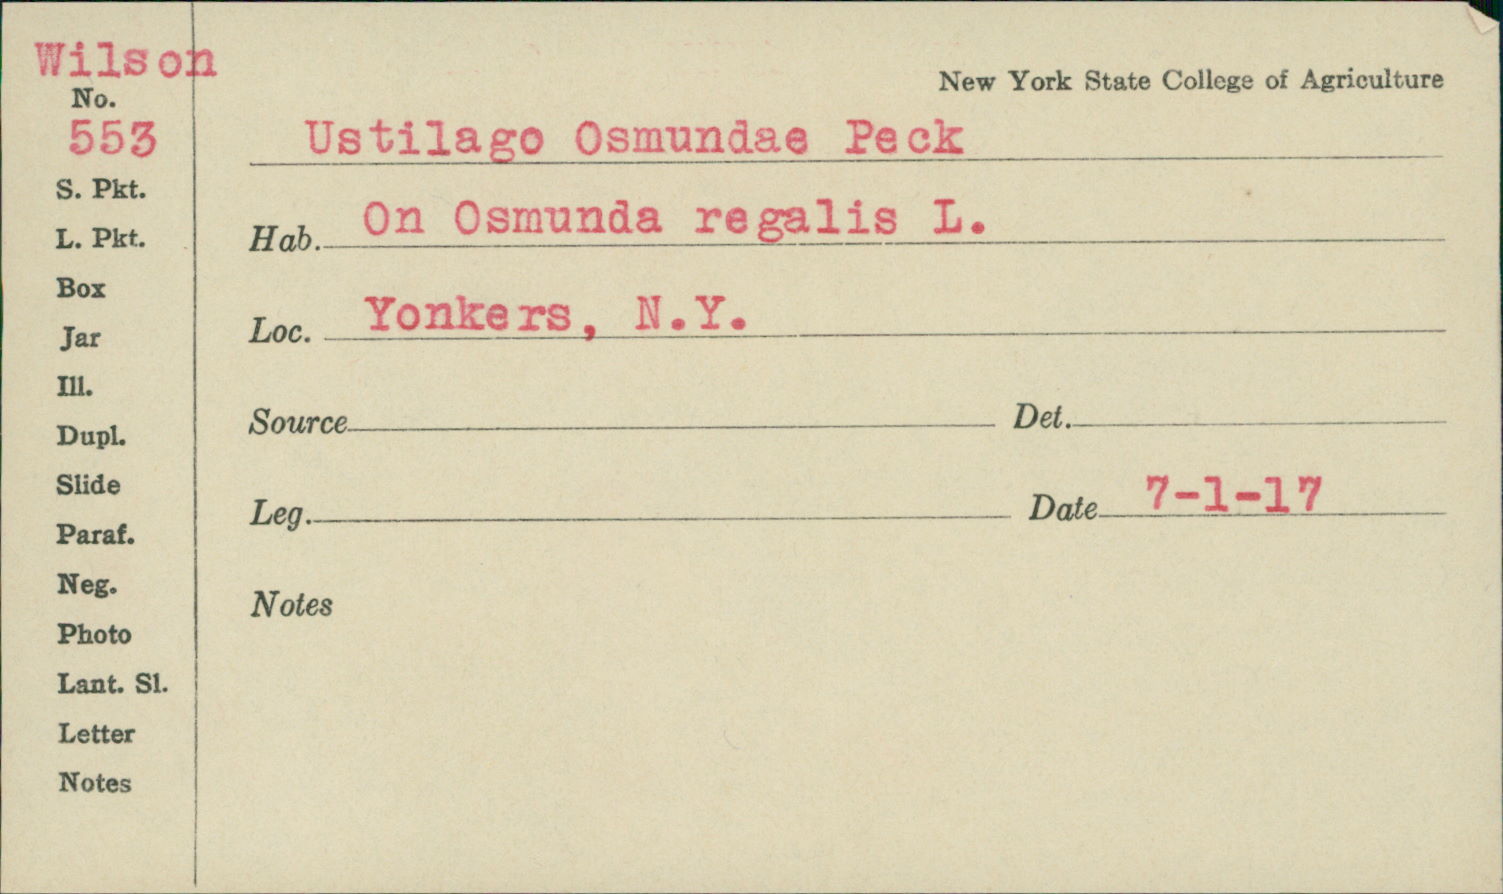 Wilson
New York State College of Agriculture
No.
553
Ustilago Osmundae Peck
S. Pkt.
Hab. On Osmunda regalis L.
L. Pkt.
Box
Loc. Yonkers, N.Y.
Jar
Ill.
Source Det.
Dupl.
Slide
Leg. Date 7-1-17
Paraf.
Neg.
Notes
Photo
Lant. Sl.
Letter
Notes